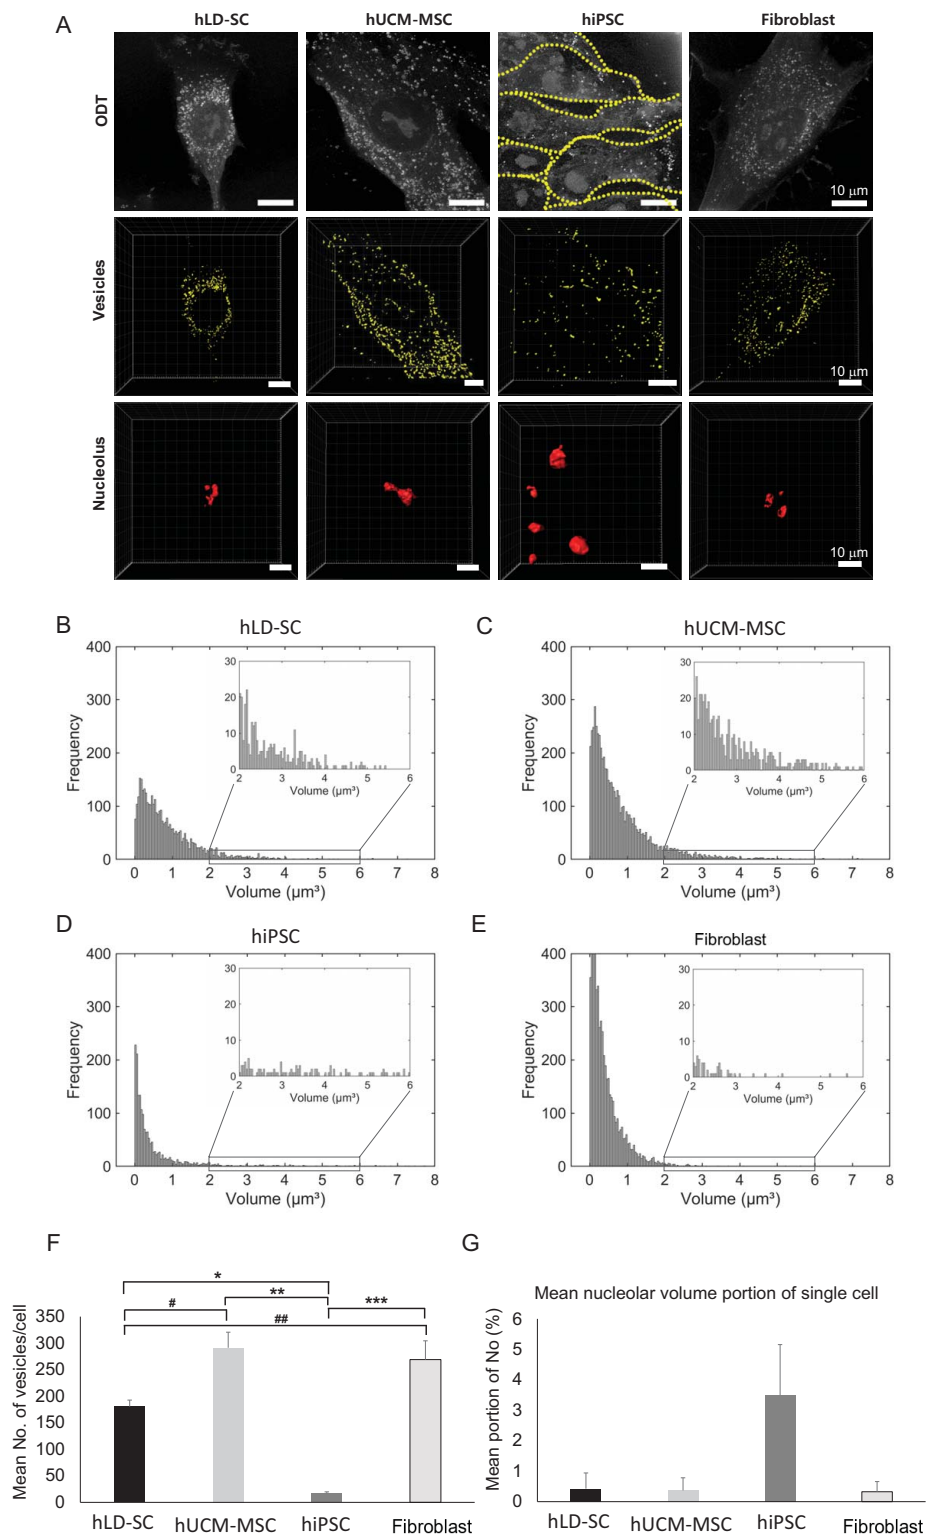 A
hLD-SC hUCM-MSC hiPSC Fibroblast
ODT
10 µm
Vesicles
10 µm
Nucleolus
10 µm
B
hLD-SC
400
300
200
100
0
Frequency
30
20
10
0
2 3 4 5 6
Volume (µm³)
0 1 2 3 4 5 6 7 8
Volume (µm³)
C
hUCM-MSC
400
300
200
100
0
Frequency
30
20
10
0
2 3 4 5 6
Volume (µm³)
0 1 2 3 4 5 6 7 8
Volume (µm³)
D
hiPSC
400
300
200
100
0
Frequency
30
20
10
0
2 3 4 5 6
Volume (µm³)
0 1 2 3 4 5 6 7 8
Volume (µm³)
E
Fibroblast
400
300
200
100
0
Frequency
30
20
10
0
2 3 4 5 6
Volume (µm³)
0 1 2 3 4 5 6 7 8
Volume (µm³)
F
*
**
# ***
##
Mean No. of vesicles/cell
350
300
250
200
150
100
50
0
hLD-SC hUCM-MSC hiPSC Fibroblast
G
Mean nucleolar volume portion of single cell
Mean portion of No (%)
6
5
4
3
2
1
0
hLD-SC hUCM-MSC hiPSC Fibroblast